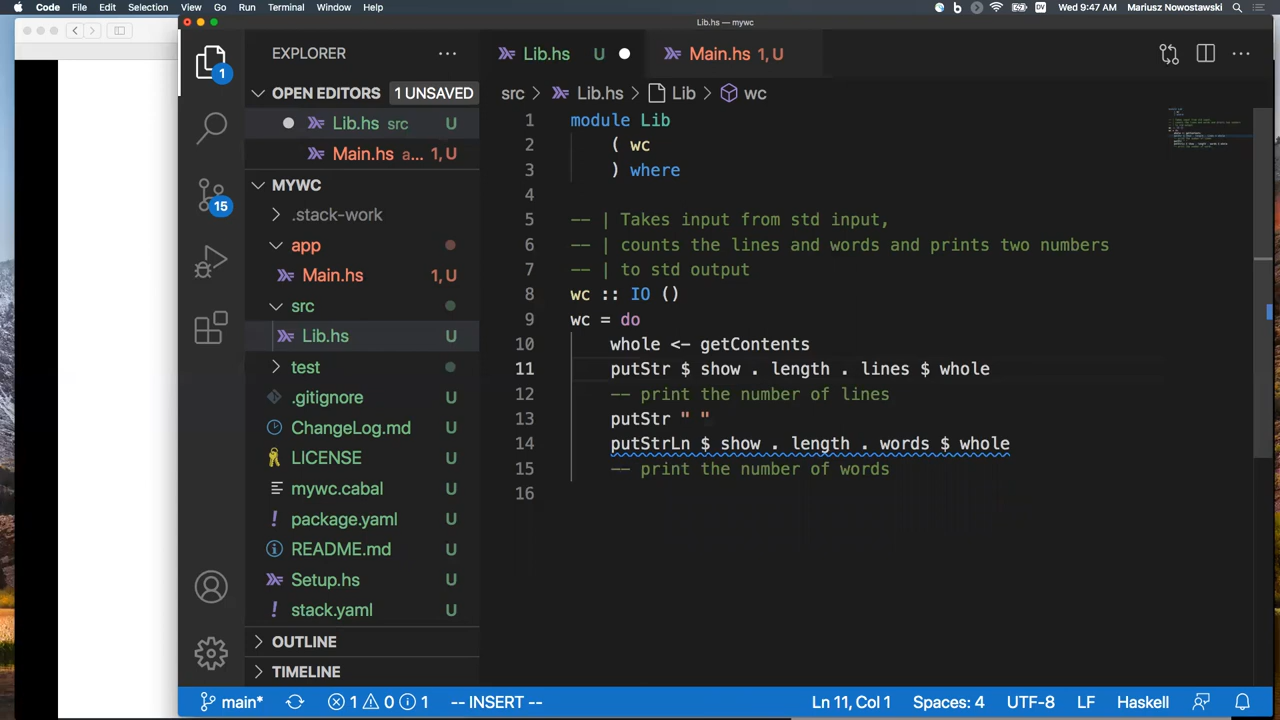 Code File Edit Selection View Go Run Terminal Window Help DV Wed 9:47 AM Mariusz Nowostawski
Lib.hs — mywc
1
15
EXPLORER
OPEN EDITORS 1 UNSAVED
Lib.hs src U
Main.hs a... 1, U
MYWC
.stack-work
app
Main.hs 1, U
src
Lib.hs U
test
.gitignore U
ChangeLog.md U
LICENSE U
mywc.cabal U
package.yaml U
README.md U
Setup.hs U
stack.yaml U
OUTLINE
TIMELINE
Lib.hs U Main.hs 1, U
src > Lib.hs > Lib > wc
1 module Lib
2 ( wc
3 ) where
4
5 -- | Takes input from std input,
6 -- | counts the lines and words and prints two numbers
7 -- | to std output
8 wc :: IO ()
9 wc = do
10 whole <- getContents
11 putStr $ show . length . lines $ whole
12 -- print the number of lines
13 putStr " "
14 putStrLn $ show . length . words $ whole
15 -- print the number of words
16
main* 1 0 1 -- INSERT -- Ln 11, Col 1 Spaces: 4 UTF-8 LF Haskell